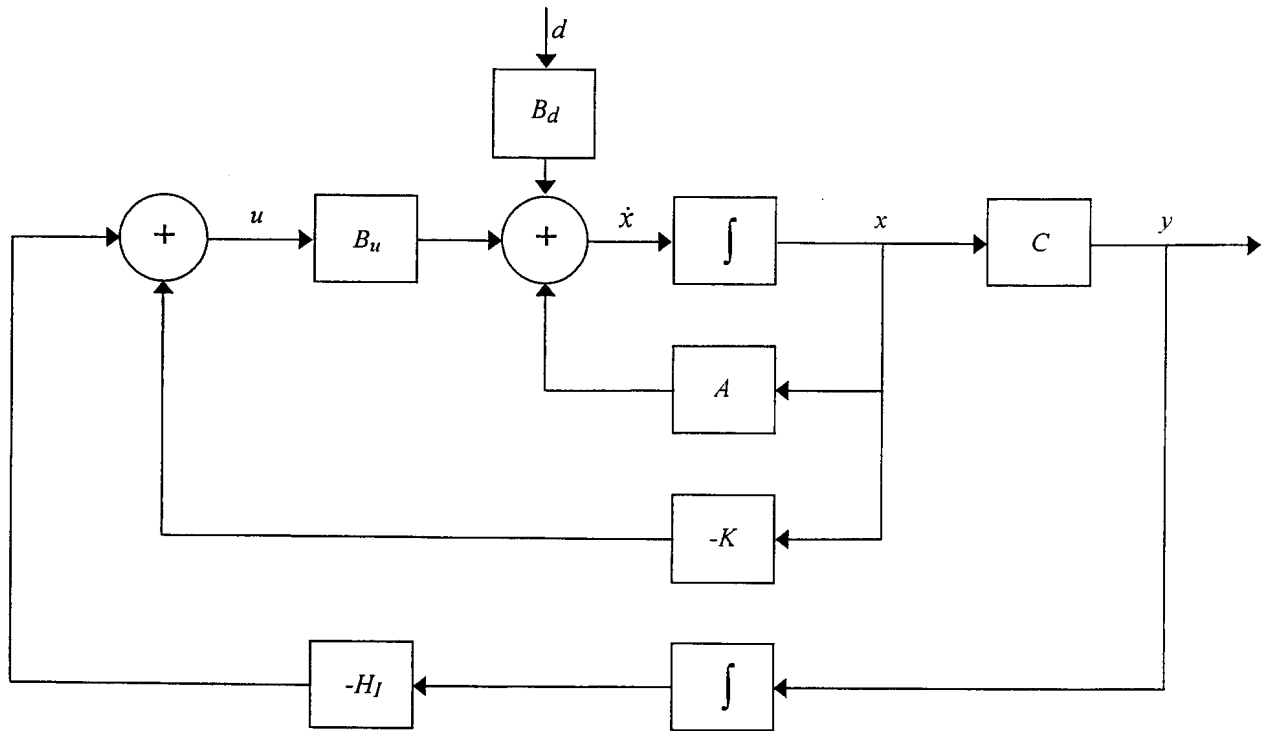 d
B_d
u
ẋ
x
y
+
B_u
+
∫
C
A
-K
-H_I
∫